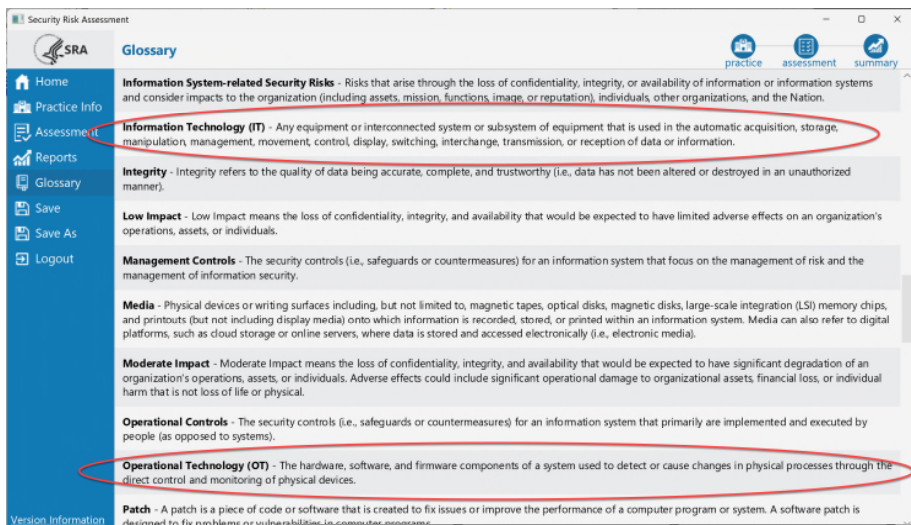 Security Risk Assessment
SRA
Glossary
practice
assessment
summary
Home
Practice Info
Assessment
Reports
Glossary
Save
Save As
Logout
Version Information
Information System-related Security Risks - Risks that arise through the loss of confidentiality, integrity, or availability of information or information systems
and consider impacts to the organization (including assets, mission, functions, image, or reputation), individuals, other organizations, and the Nation.
Information Technology (IT) - Any equipment or interconnected system or subsystem of equipment that is used in the automatic acquisition, storage,
manipulation, management, movement, control, display, switching, interchange, transmission, or reception of data or information.
Integrity - Integrity refers to the quality of data being accurate, complete, and trustworthy (i.e., data has not been altered or destroyed in an unauthorized
manner).
Low Impact - Low Impact means the loss of confidentiality, integrity, and availability that would be expected to have limited adverse effects on an organization's
operations, assets, or individuals.
Management Controls - The security controls (i.e., safeguards or countermeasures) for an information system that focus on the management of risk and the
management of information security.
Media - Physical devices or writing surfaces including, but not limited to, magnetic tapes, optical disks, magnetic disks, large-scale integration (LSI) memory chips,
and printouts (but not including display media) onto which information is recorded, stored, or printed within an information system. Media can also refer to digital
platforms, such as cloud storage or online servers, where data is stored and accessed electronically (i.e., electronic media).
Moderate Impact - Moderate Impact means the loss of confidentiality, integrity, and availability that would be expected to have significant degradation of an
organization's operations, assets, or individuals. Adverse effects could include significant operational damage to organizational assets, financial loss, or individual
harm that is not loss of life or physical.
Operational Controls - The security controls (i.e., safeguards or countermeasures) for an information system that primarily are implemented and executed by
people (as opposed to systems).
Operational Technology (OT) - The hardware, software, and firmware components of a system used to detect or cause changes in physical processes through the
direct control and monitoring of physical devices.
Patch - A patch is a piece of code or software that is created to fix issues or improve the performance of a computer program or system. A software patch is
designed to fix problems or vulnerabilities in computer programs.